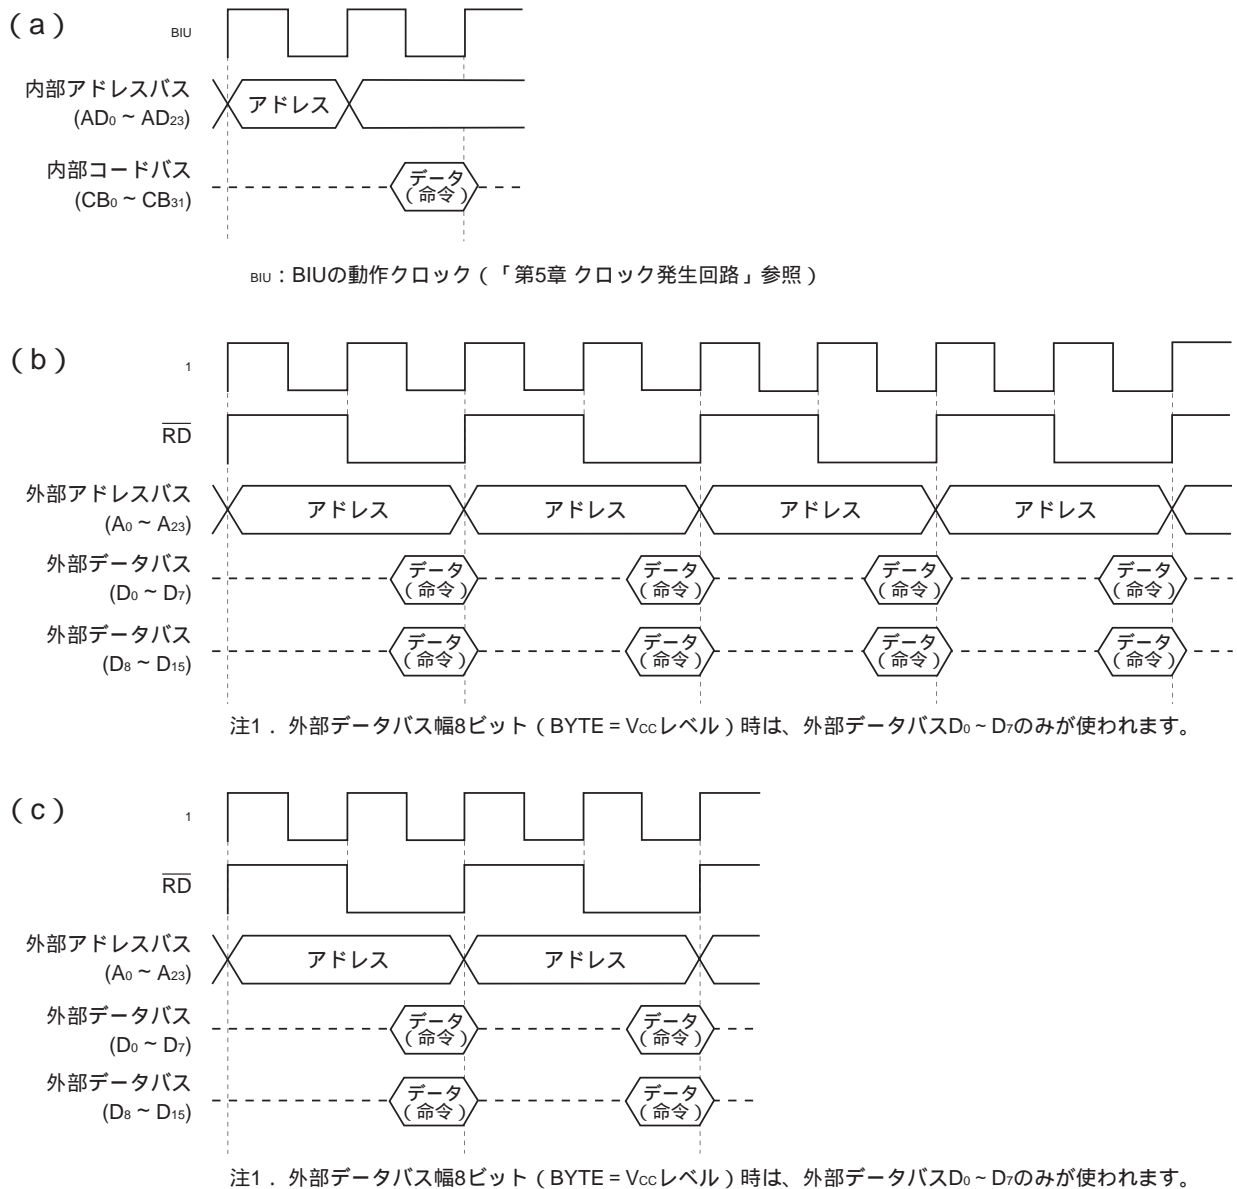 (a)
BIU
内部アドレスバス
(AD0 ~ AD23)
アドレス
内部コードバス
(CB0 ~ CB31)
データ
(命令)
BIU:BIUの動作クロック(「第5章 クロック発生回路」参照)
(b)
1
RD
外部アドレスバス
(A0 ~ A23)
アドレス アドレス アドレス アドレス
外部データバス
(D0 ~ D7)
データ データ データ データ
(命令) (命令) (命令) (命令)
外部データバス
(D8 ~ D15)
データ データ データ データ
(命令) (命令) (命令) (命令)
注1.外部データバス幅8ビット(BYTE = VCCレベル)時は、外部データバスD0 ~ D7のみが使われます。
(c)
1
RD
外部アドレスバス
(A0 ~ A23)
アドレス アドレス
外部データバス
(D0 ~ D7)
データ データ
(命令) (命令)
外部データバス
(D8 ~ D15)
データ データ
(命令) (命令)
注1.外部データバス幅8ビット(BYTE = VCCレベル)時は、外部データバスD0 ~ D7のみが使われます。